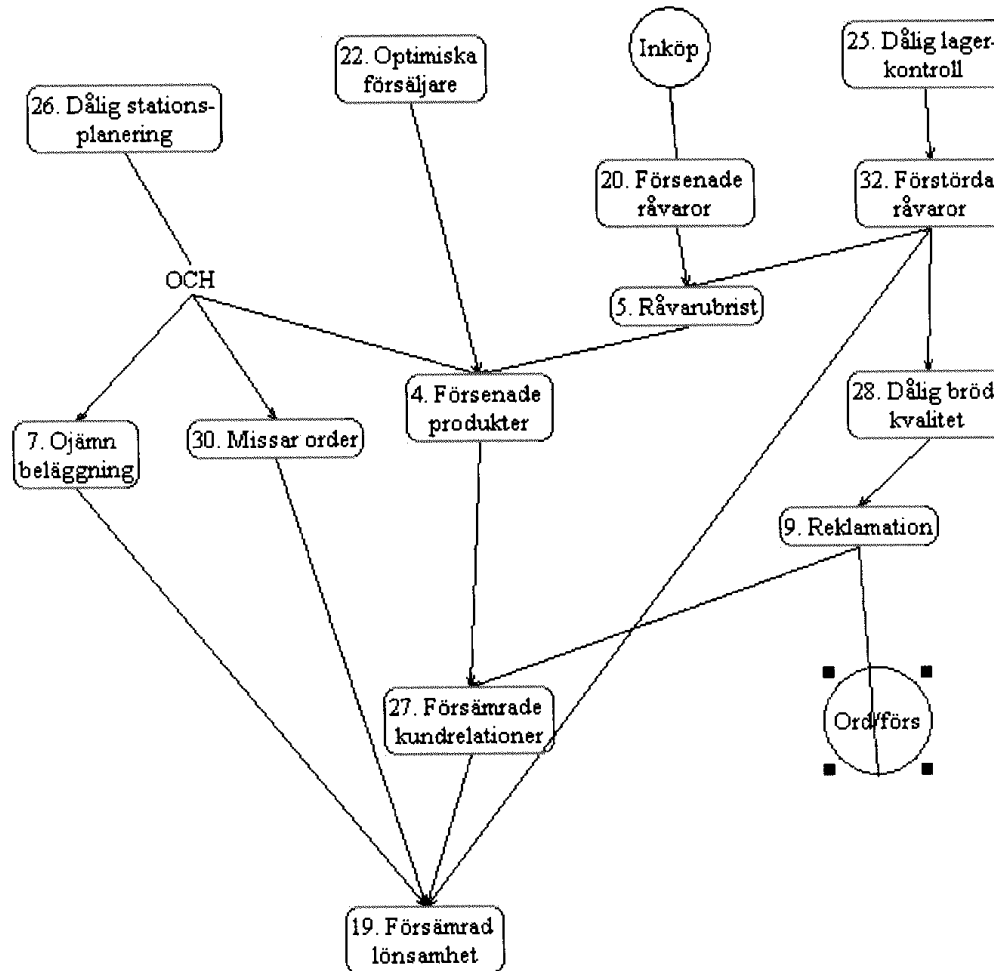 22. Optimiska
försäljare
Inköp
25. Dålig lager-
kontroll
26. Dålig stations-
planering
20. Försenade
råvaror
32. Förstörda
råvaror
OCH
5. Råvarubrist
4. Försenade
produkter
28. Dålig bröd
kvalitet
7. Ojämn
beläggning
30. Missar order
9. Reklamation
27. Försämrade
kundrelationer
Ord/förs
19. Försämrad
lönsamhet